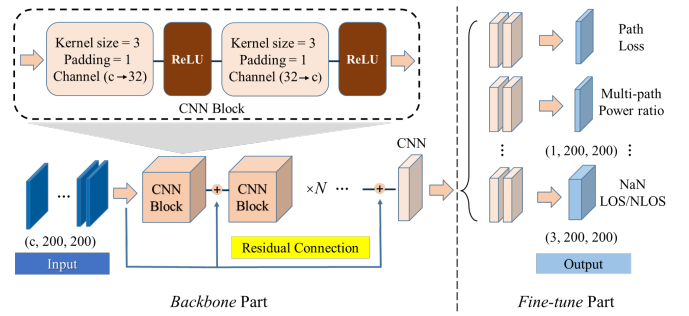 Kernel size = 3
Padding = 1
Channel (c→32)
ReLU
Kernel size = 3
Padding = 1
Channel (32→c)
ReLU
CNN Block
CNN
Block
+
CNN
Block
×N ...
+
CNN
...
(c, 200, 200)
Input
Residual Connection
Backbone Part
Path
Loss
Multi-path
Power ratio
(1, 200, 200)
NaN
LOS/NLOS
(3, 200, 200)
Output
Fine-tune Part